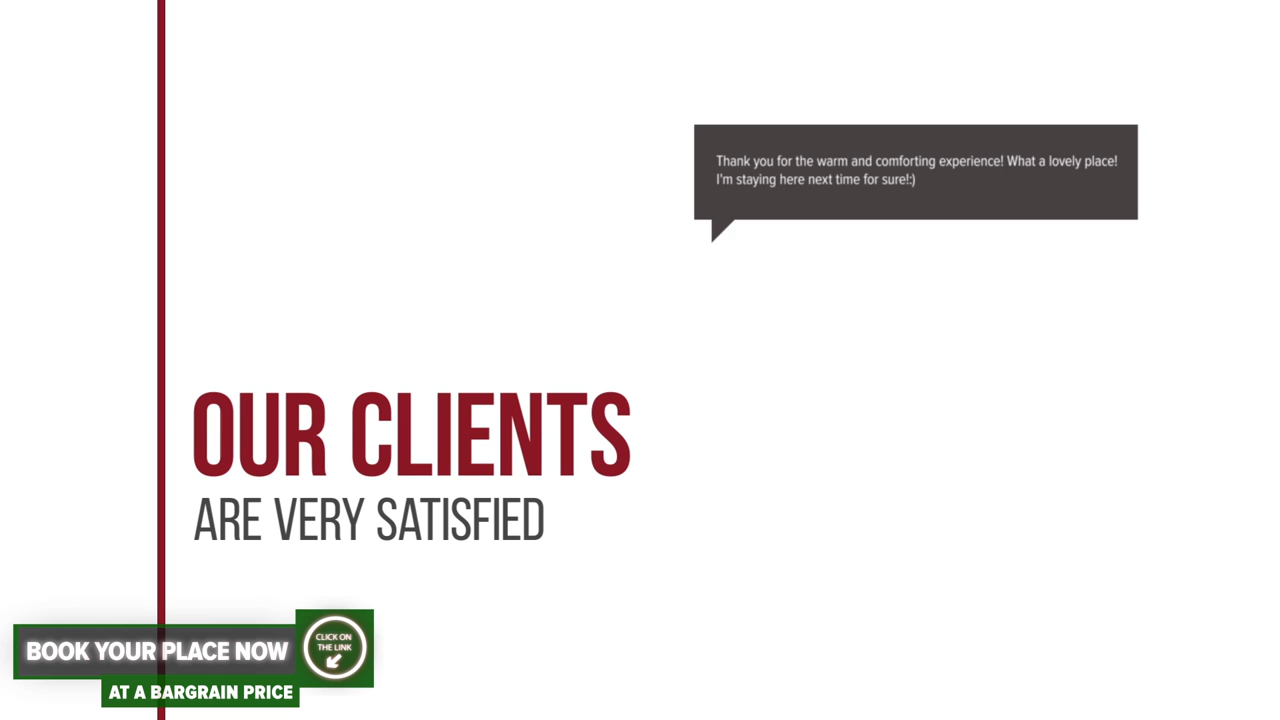 Thank you for the warm and comforting experience! What a lovely place!
I'm staying here next time for sure!:)
OUR CLIENTS
ARE VERY SATISFIED
BOOK YOUR PLACE NOW
CLICK ON
THE LINK
AT A BARGRAIN PRICE